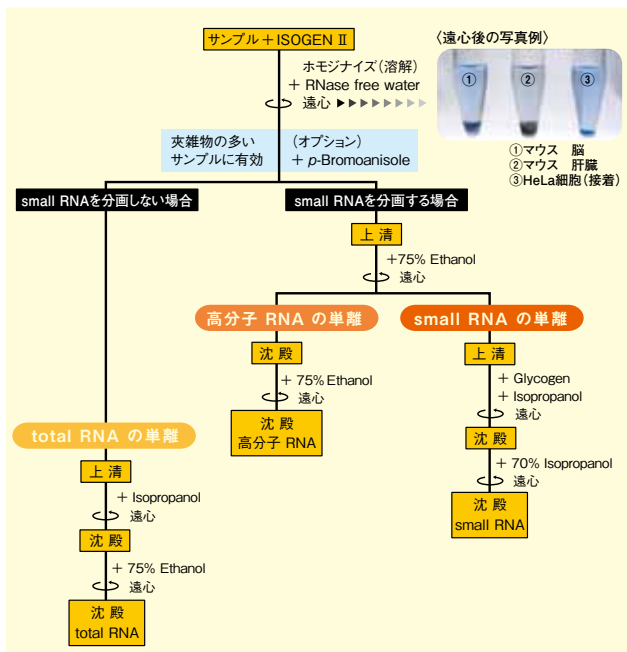 サンプル+ISOGEN Ⅱ
〈遠心後の写真例〉
ホモジナイズ(溶解)
+ RNase free water
遠心
① ② ③
夾雑物の多い
サンプルに有効
(オプション)
+ p-Bromoanisole
①マウス 脳
②マウス 肝臓
③HeLa細胞(接着)
small RNAを分画しない場合
small RNAを分画する場合
上清
+75% Ethanol
遠心
高分子 RNA の単離
沈殿
+ 75% Ethanol
遠心
沈殿
高分子 RNA
small RNA の単離
上清
+ Glycogen
+ Isopropanol
遠心
沈殿
+ 70% Isopropanol
遠心
沈殿
small RNA
total RNA の単離
上清
+ Isopropanol
遠心
沈殿
+ 75% Ethanol
遠心
沈殿
total RNA